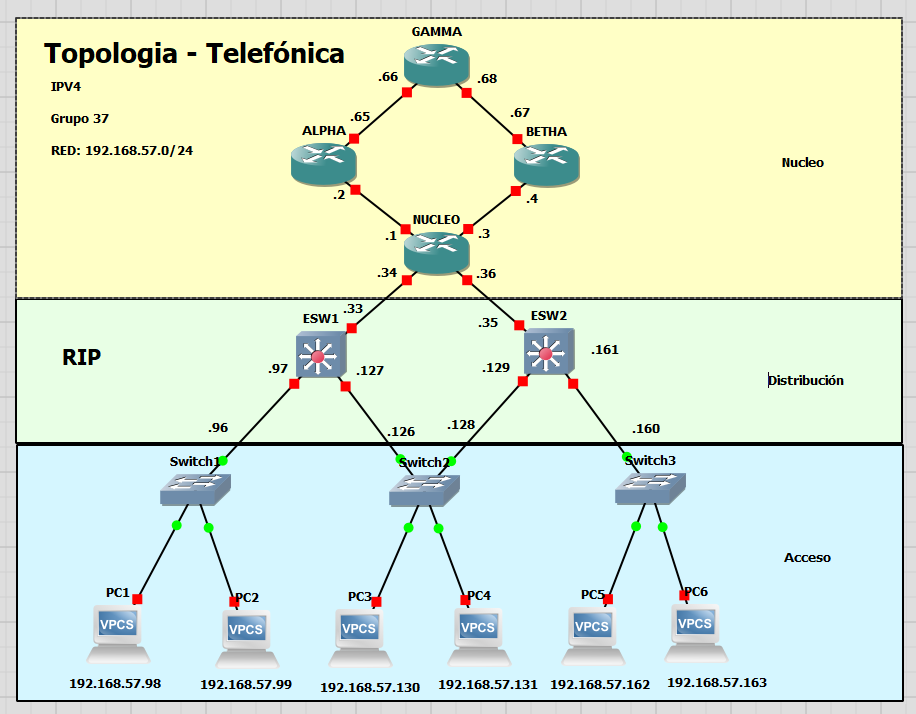 GAMMA
Topologia - Telefónica
.66
.68
IPV4
.65
.67
Grupo 37
ALPHA
BETHA
RED: 192.168.57.0/24
Nucleo
.2
.4
NUCLEO
.1
.3
.34
.36
.33
ESW1
.35
ESW2
RIP
.161
.97
.127
.129
Distribución
.96
.126
.128
.160
Switch1
Switch2
Switch3
Acceso
PC1
PC2
PC3
PC4
PC5
PC6
VPCS
VPCS
VPCS
VPCS
VPCS
VPCS
192.168.57.98
192.168.57.99
192.168.57.130
192.168.57.131
192.168.57.162
192.168.57.163